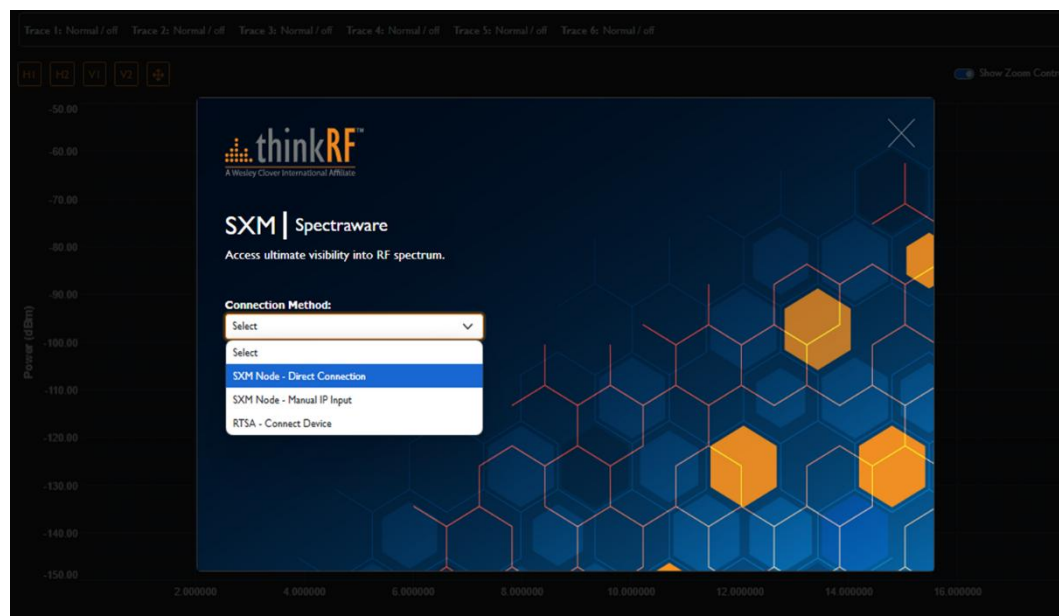 Trace 1: Normal / off Trace 2: Normal / off Trace 3: Normal / off Trace 4: Normal / off Trace 5: Normal / off Trace 6: Normal / off
H1 H2 V1 V2
Show Zoom Contr
-50.00
-60.00
-70.00
-80.00
-90.00
-100.00
-110.00
-120.00
-130.00
-140.00
-150.00
Power (dBm)
thinkRF™
A Wesley Clover International Affiliate
SXM | Spectraware
Access ultimate visibility into RF spectrum.
Connection Method:
Select
Select
SXM Node - Direct Connection
SXM Node - Manual IP Input
RTSA - Connect Device
2.000000 4.000000 6.000000 8.000000 10.000000 12.000000 14.000000 16.000000